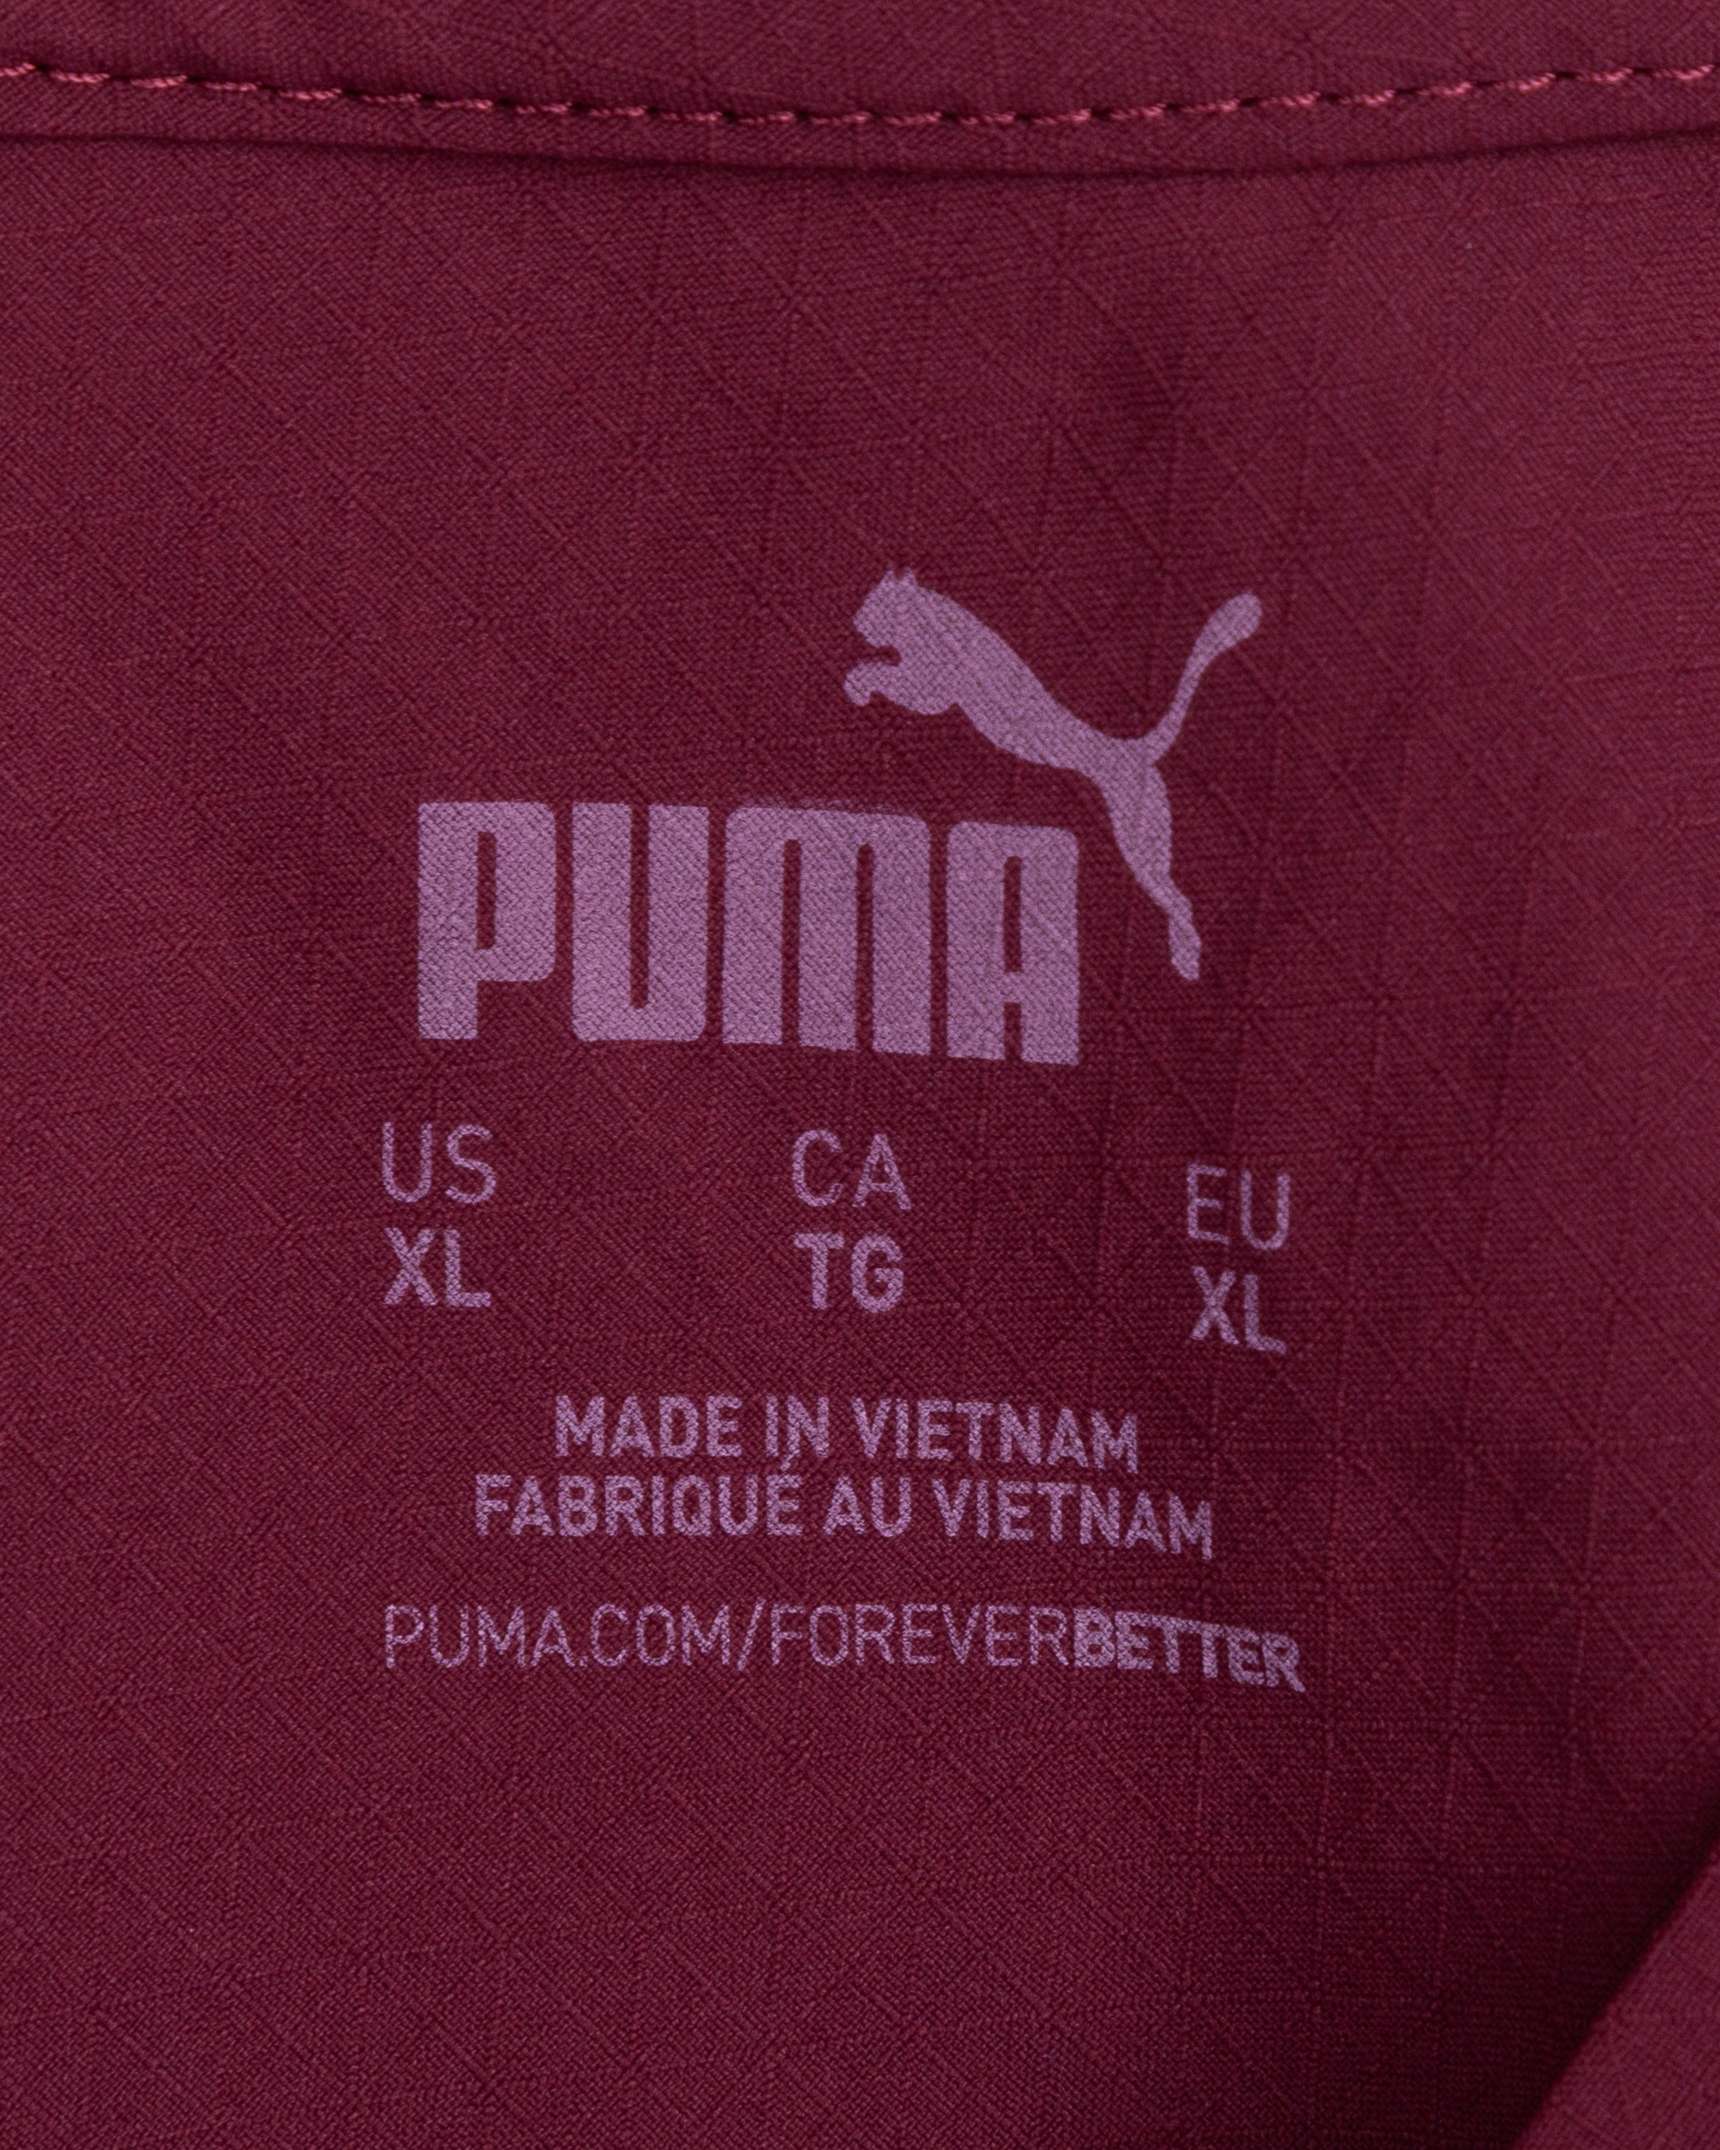 PUMA
US CA EU
XL TG XL
MADE IN VIETNAM
FABRIQUÉ AU VIETNAM
PUMA.COM/FOREVERBETTER